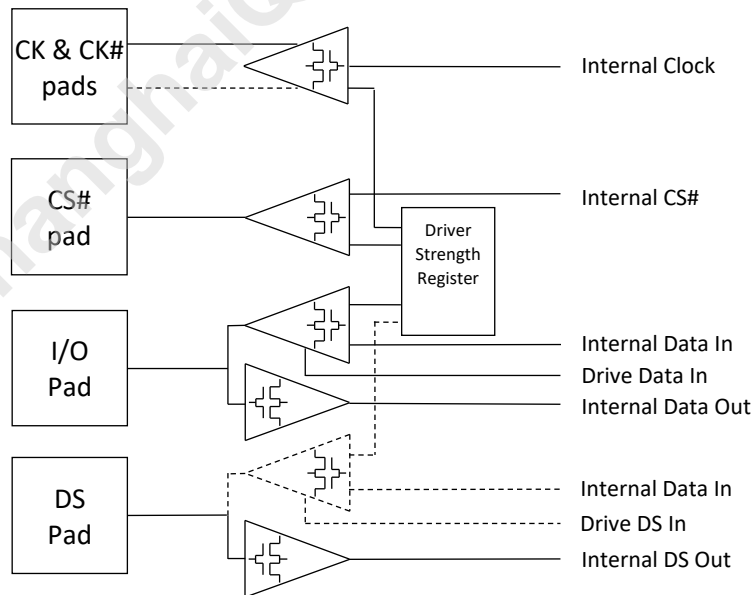 CK & CK#
pads
Internal Clock
CS#
pad
Internal CS#
Driver
Strength
Register
I/O
Pad
Internal Data In
Drive Data In
Internal Data Out
DS
Pad
Internal Data In
Drive DS In
Internal DS Out